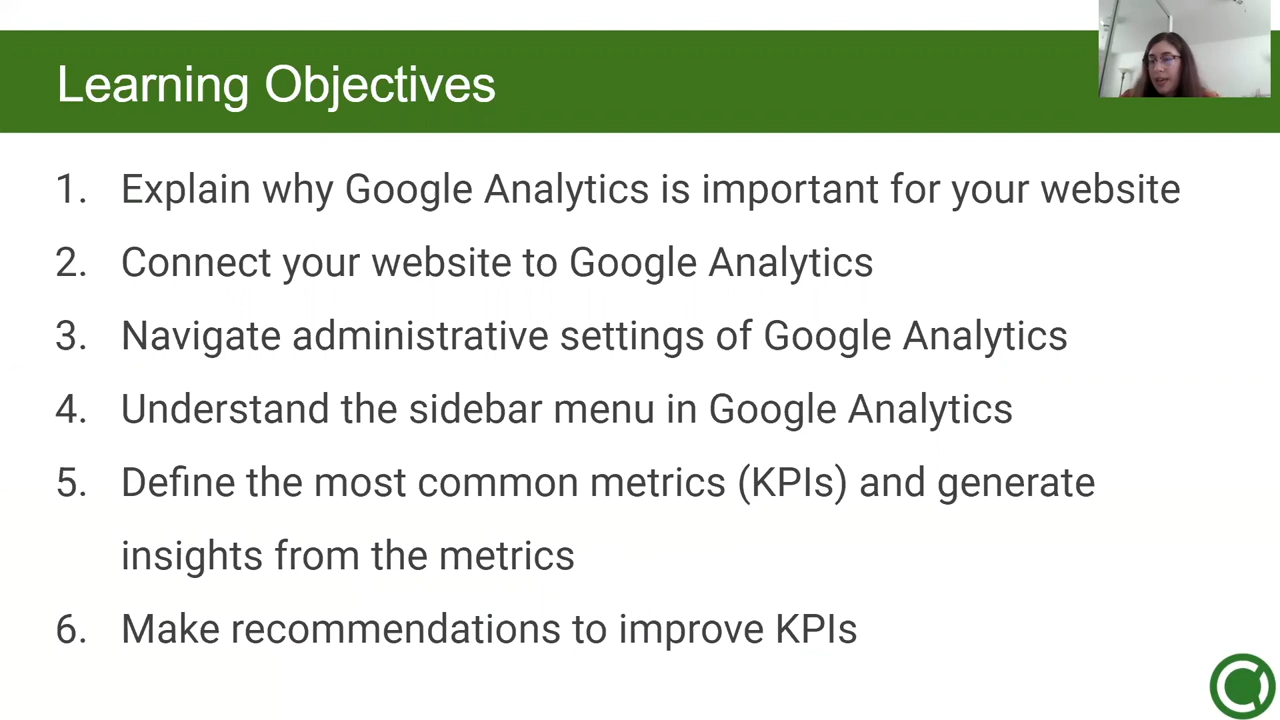 Learning Objectives
1. Explain why Google Analytics is important for your website
2. Connect your website to Google Analytics
3. Navigate administrative settings of Google Analytics
4. Understand the sidebar menu in Google Analytics
5. Define the most common metrics (KPIs) and generate
insights from the metrics
6. Make recommendations to improve KPIs